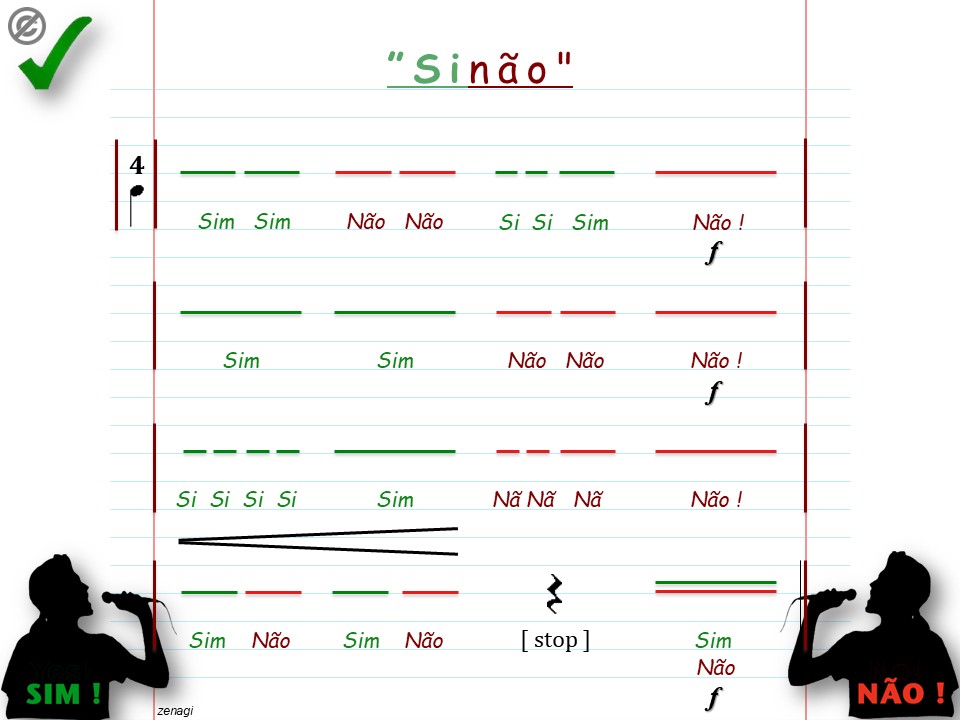 ”Sinão"
4
Sim Sim Não Não Si Si Sim Não !
f
Sim Sim Não Não Não !
f
Si Si Si Si Sim Nã Nã Nã Não !
Sim Não Sim Não [ stop ] Sim
Não
f
SIM !
NÃO !
zenagi